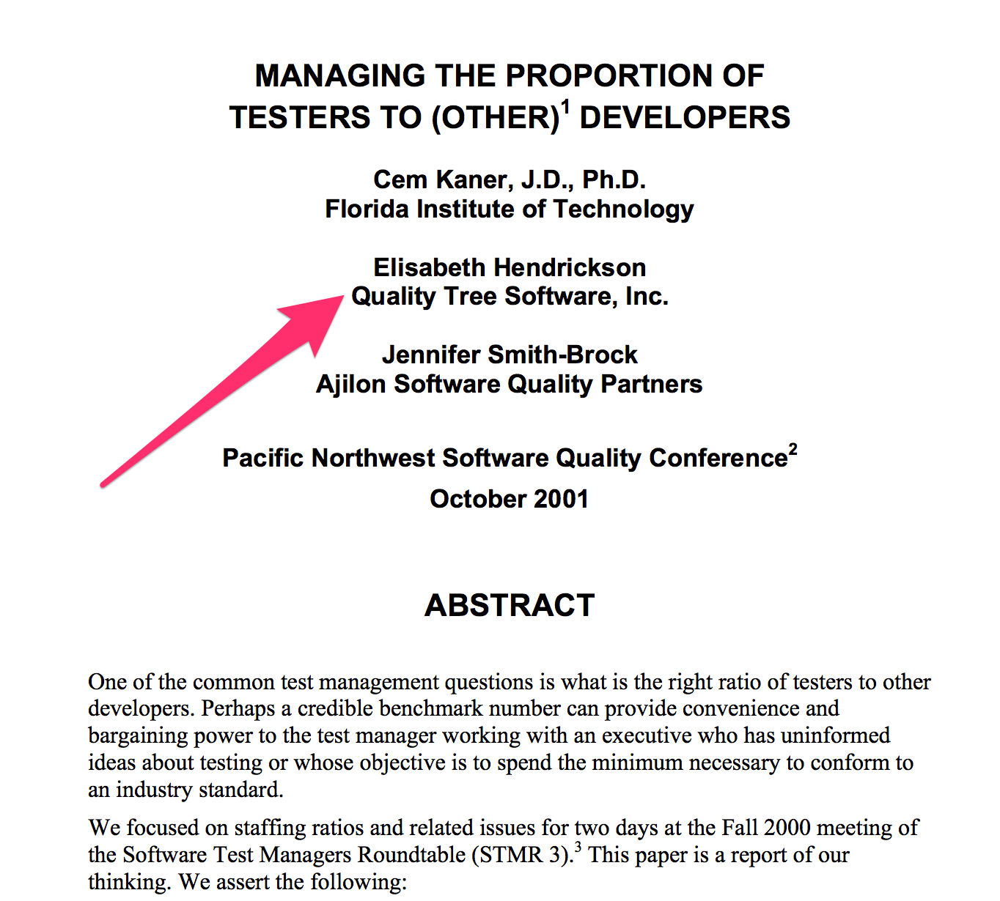 MANAGING THE PROPORTION OF
TESTERS TO (OTHER)¹ DEVELOPERS
Cem Kaner, J.D., Ph.D.
Florida Institute of Technology
Elisabeth Hendrickson
Quality Tree Software, Inc.
Jennifer Smith-Brock
Ajilon Software Quality Partners
Pacific Northwest Software Quality Conference²
October 2001
ABSTRACT
One of the common test management questions is what is the right ratio of testers to other
developers. Perhaps a credible benchmark number can provide convenience and
bargaining power to the test manager working with an executive who has uninformed
ideas about testing or whose objective is to spend the minimum necessary to conform to
an industry standard.
We focused on staffing ratios and related issues for two days at the Fall 2000 meeting of
the Software Test Managers Roundtable (STMR 3).³ This paper is a report of our
thinking. We assert the following: